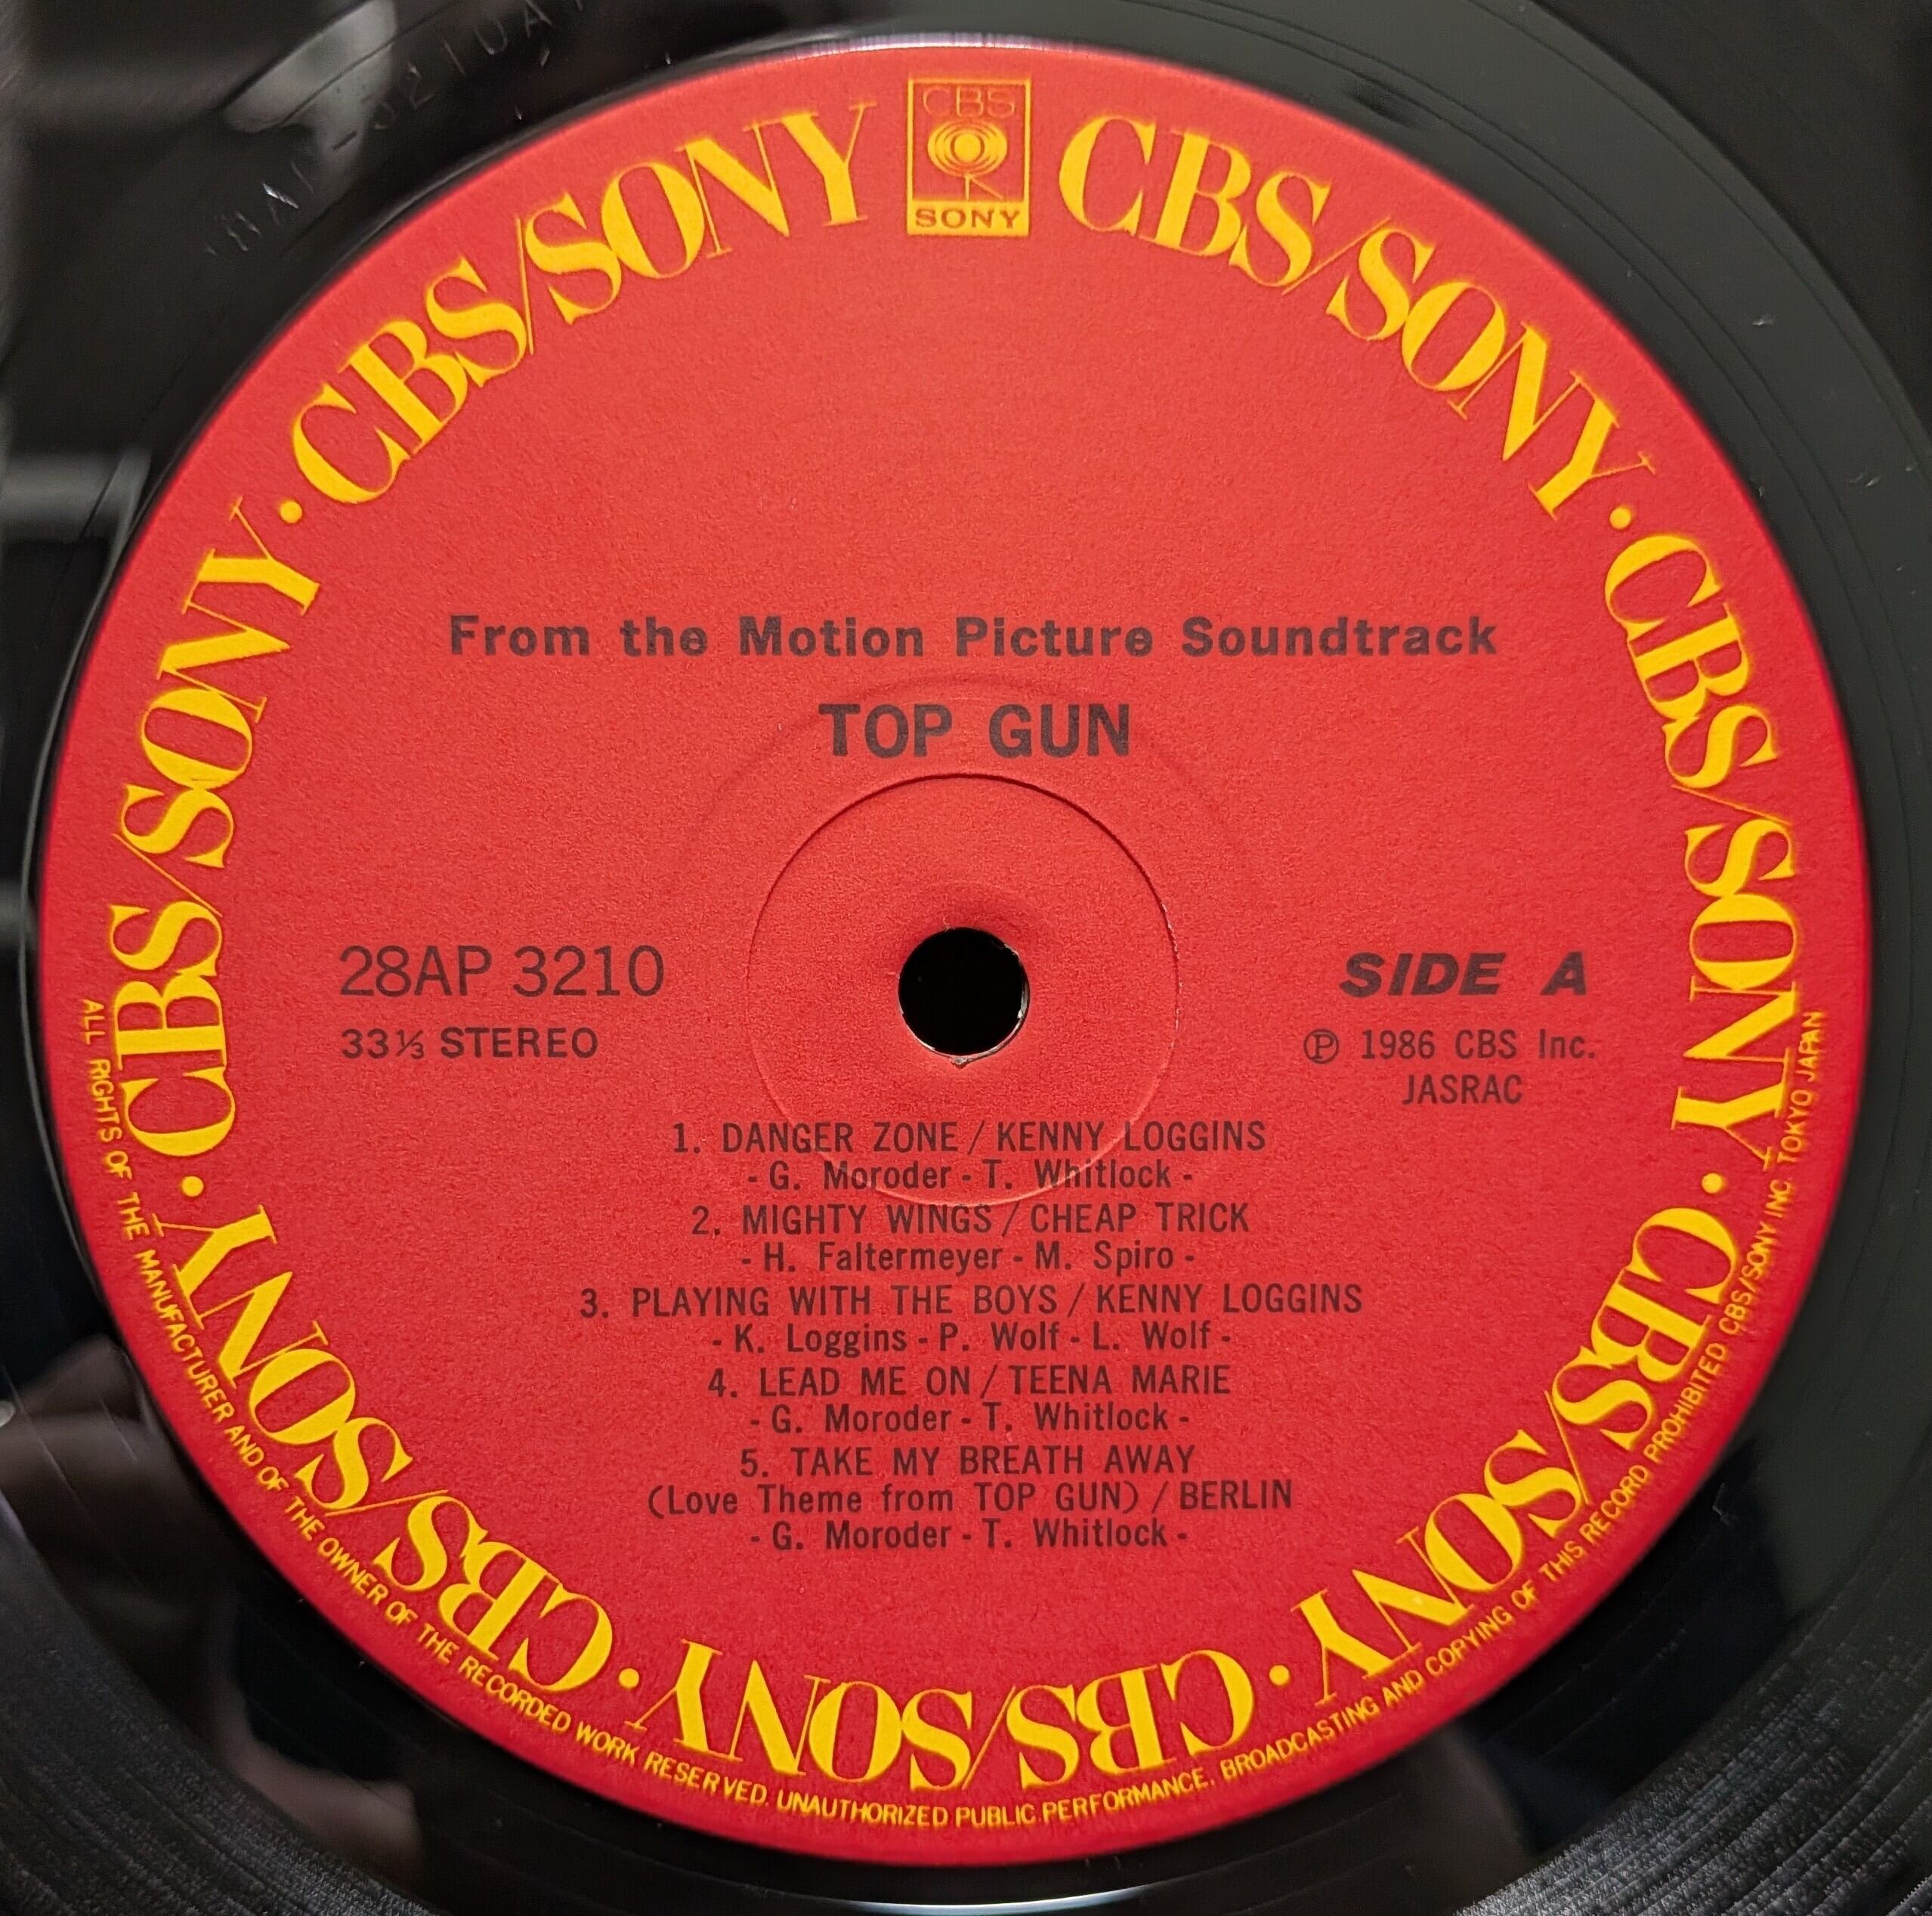 CBS
SONY
CBS/SONY · CBS/SONY · CBS/SONY · CBS/SONY · CBS/SONY · CBS/SONY · CBS/SONY · CBS/SONY
From the Motion Picture Soundtrack
TOP GUN
28AP 3210
33⅓ STEREO
SIDE A
Ⓟ 1986 CBS Inc.
JASRAC
1. DANGER ZONE / KENNY LOGGINS
- G. Moroder - T. Whitlock -
2. MIGHTY WINGS / CHEAP TRICK
- H. Faltermeyer - M. Spiro -
3. PLAYING WITH THE BOYS / KENNY LOGGINS
- K. Loggins - P. Wolf - L. Wolf -
4. LEAD ME ON / TEENA MARIE
- G. Moroder - T. Whitlock -
5. TAKE MY BREATH AWAY
(Love Theme from TOP GUN) / BERLIN
- G. Moroder - T. Whitlock -
ALL RIGHTS OF THE MANUFACTURER AND OF THE OWNER OF THE RECORDED WORK RESERVED. UNAUTHORIZED PUBLIC PERFORMANCE. BROADCASTING AND COPYING OF THIS RECORD PROHIBITED CBS/SONY INC. TOKYO JAPAN